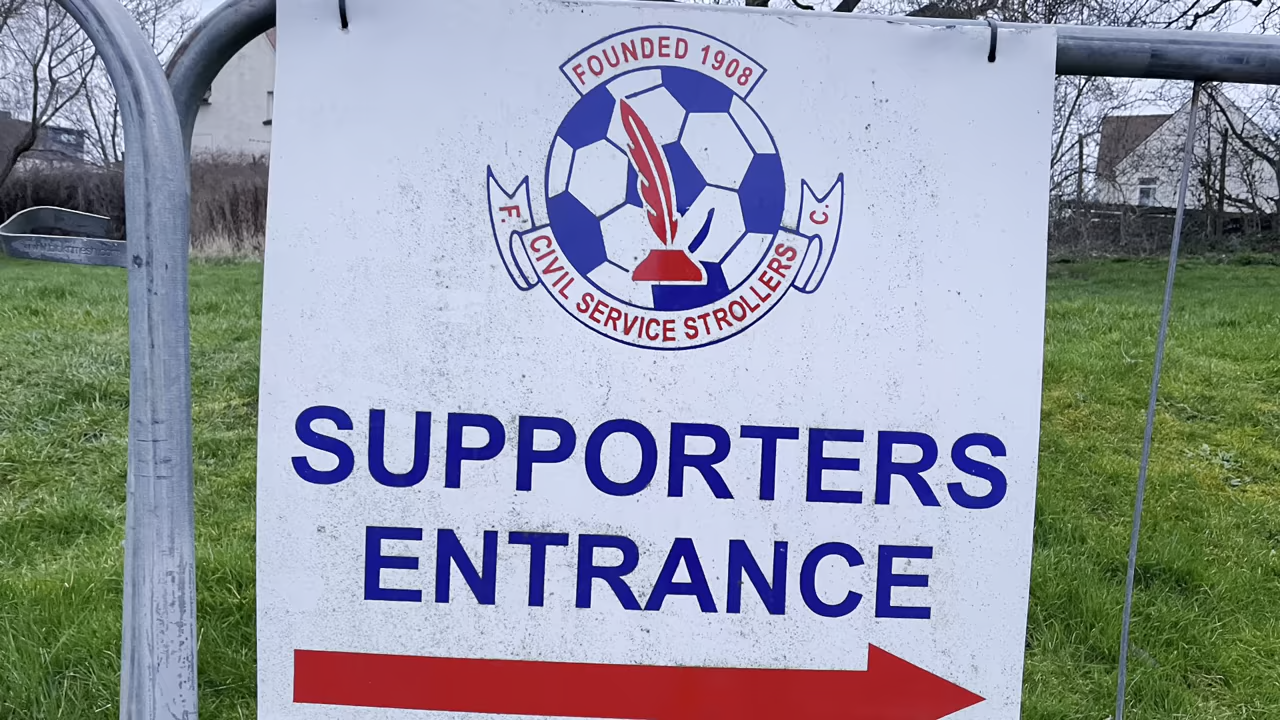 FOUNDED 1908
F. C.
CIVIL SERVICE STROLLERS
SUPPORTERS
ENTRANCE